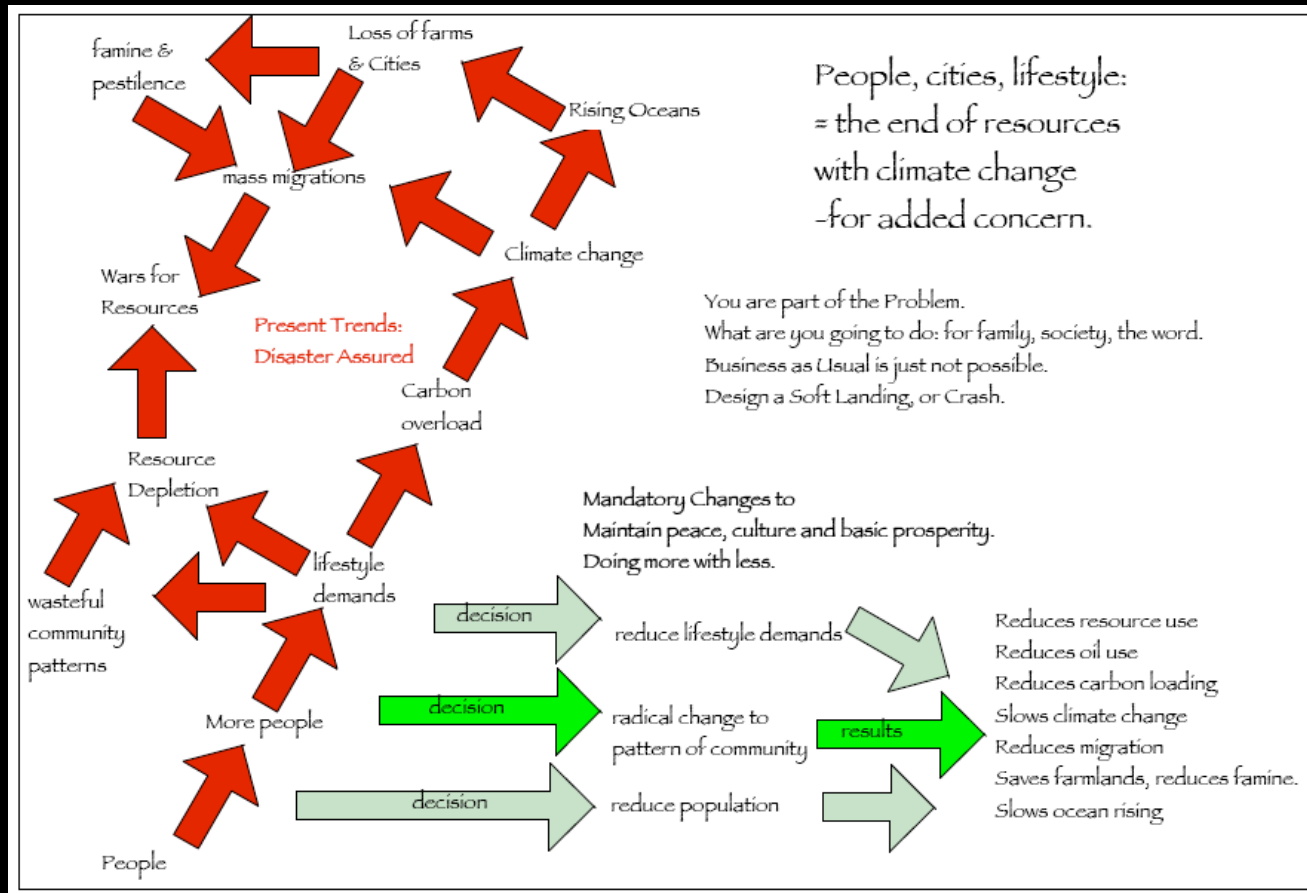 famine &
pestilence
Loss of farms
& Cities
Rising Oceans
mass migrations
Climate change
Wars for
Resources
Present Trends:
Disaster Assured
Carbon
overload
Resource
Depletion
lifestyle
demands
wasteful
community
patterns
More people
People
People, cities, lifestyle:
= the end of resources
with climate change
-for added concern.
You are part of the Problem.
What are you going to do: for family, society, the word.
Business as Usual is just not possible.
Design a Soft Landing, or Crash.
Mandatory Changes to
Maintain peace, culture and basic prosperity.
Doing more with less.
decision
reduce lifestyle demands
decision
radical change to
pattern of community
results
decision
reduce population
Reduces resource use
Reduces oil use
Reduces carbon loading
Slows climate change
Reduces migration
Saves farmlands, reduces famine.
Slows ocean rising